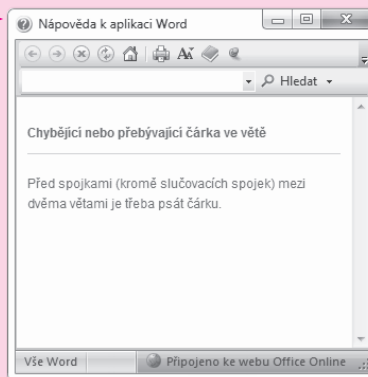 Nápověda k aplikaci Word
Hledat
Chybějící nebo přebývající čárka ve větě
Před spojkami (kromě slučovacích spojek) mezi
dvěma větami je třeba psát čárku.
Vše Word
Připojeno ke webu Office Online